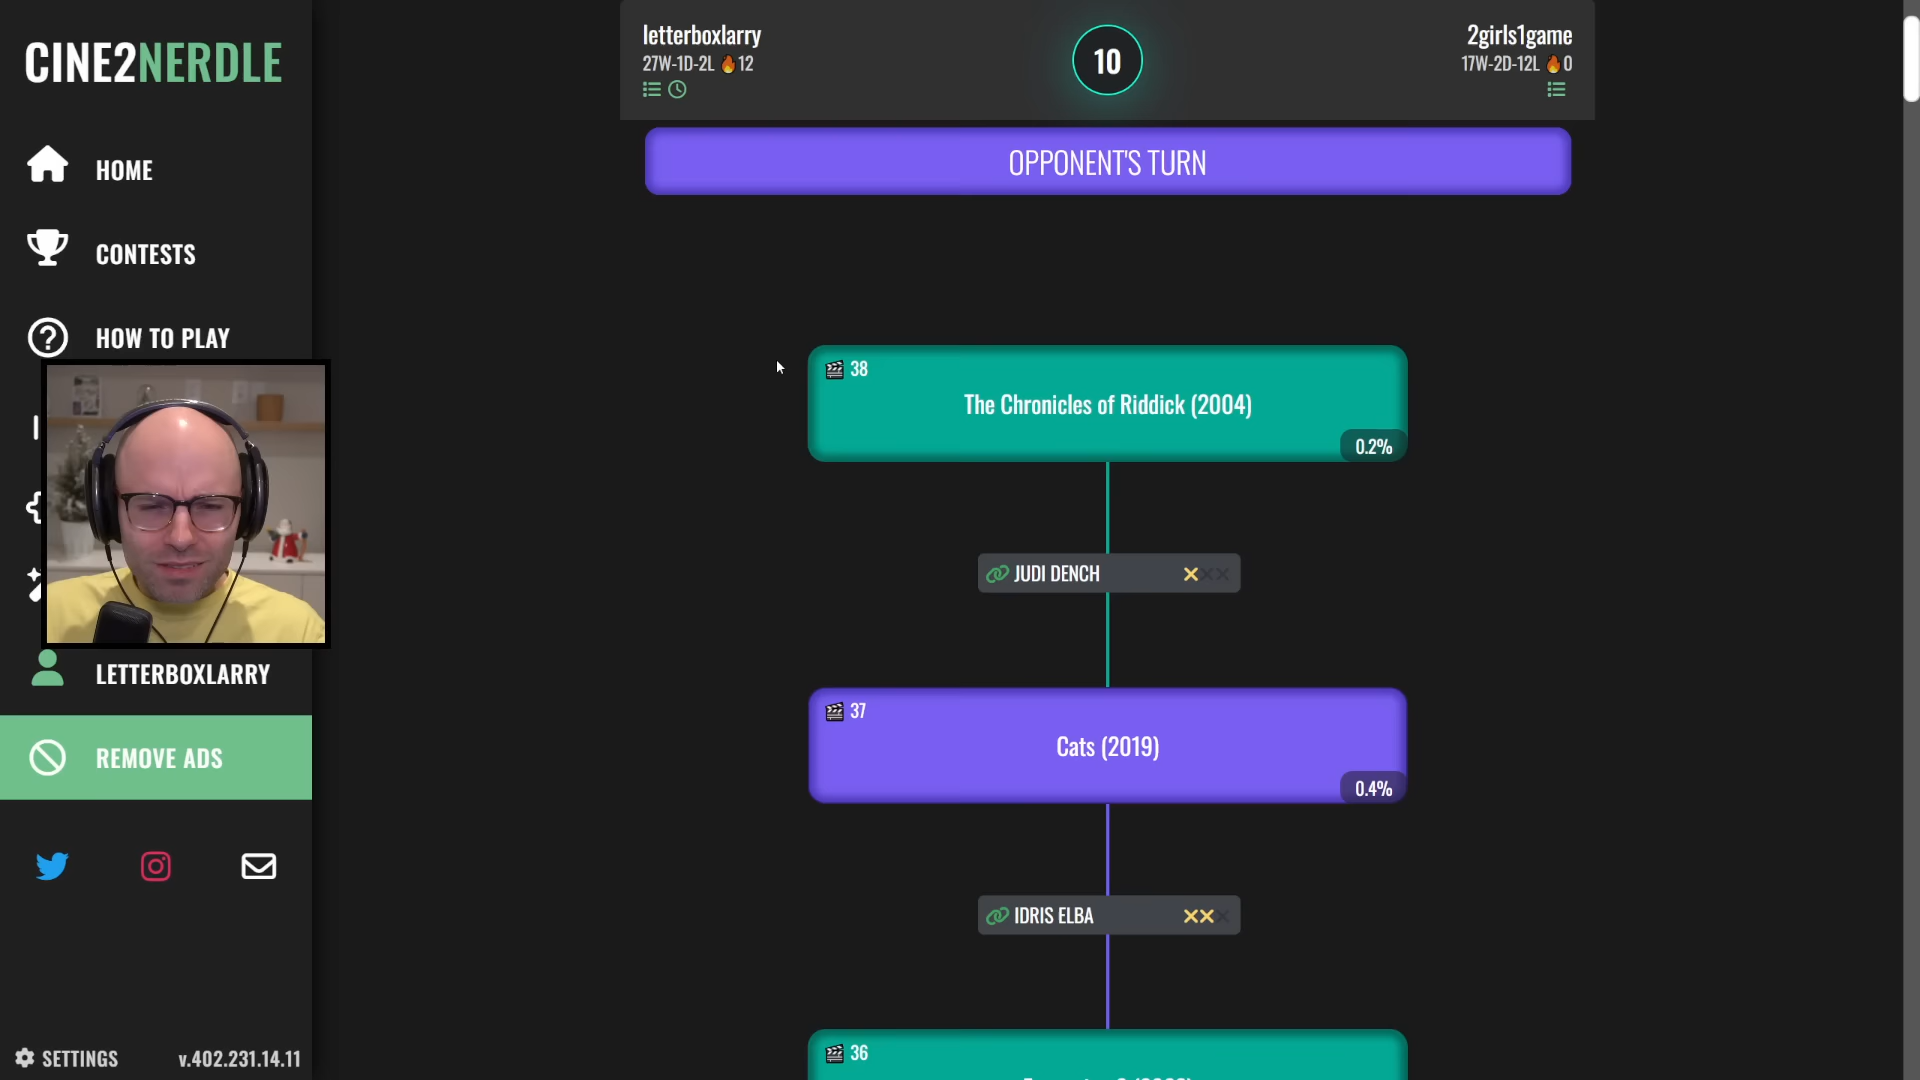 CINE2NERDLE
HOME
CONTESTS
HOW TO PLAY
LETTERBOXLARRY
REMOVE ADS
SETTINGS
v.402.231.14.11
letterboxlarry
27W-1D-2L 🔥12
10
2girls1game
17W-2D-12L 🔥0
OPPONENT'S TURN
38
The Chronicles of Riddick (2004)
0.2%
JUDI DENCH
37
Cats (2019)
0.4%
IDRIS ELBA
36